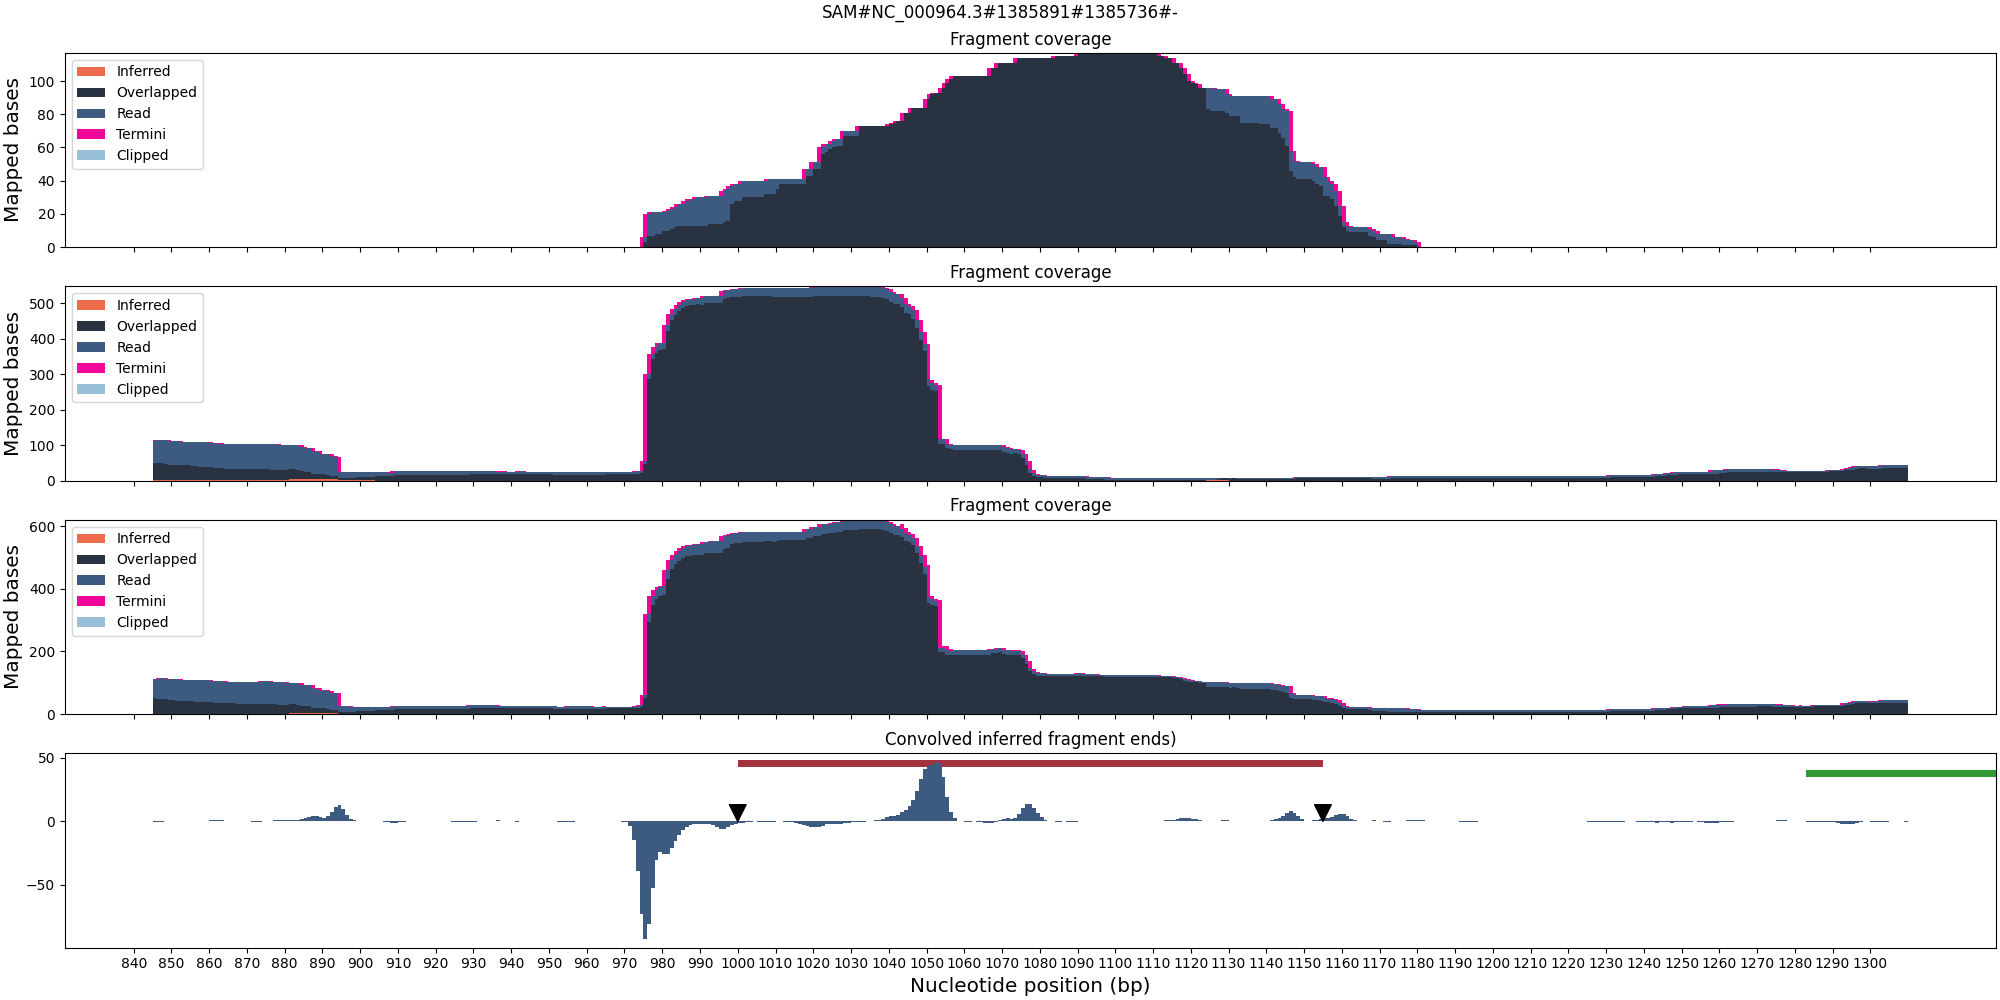 SAM#NC_000964.3#1385891#1385736#-
Fragment coverage
Mapped bases
100
80
60
40
20
0
Inferred
Overlapped
Read
Termini
Clipped
Fragment coverage
Mapped bases
500
400
300
200
100
0
Inferred
Overlapped
Read
Termini
Clipped
Fragment coverage
Mapped bases
600
400
200
0
Inferred
Overlapped
Read
Termini
Clipped
Convolved inferred fragment ends)
50
0
−50
840 850 860 870 880 890 900 910 920 930 940 950 960 970 980 990 1000 1010 1020 1030 1040 1050 1060 1070 1080 1090 1100 1110 1120 1130 1140 1150 1160 1170 1180 1190 1200 1210 1220 1230 1240 1250 1260 1270 1280 1290 1300
Nucleotide position (bp)